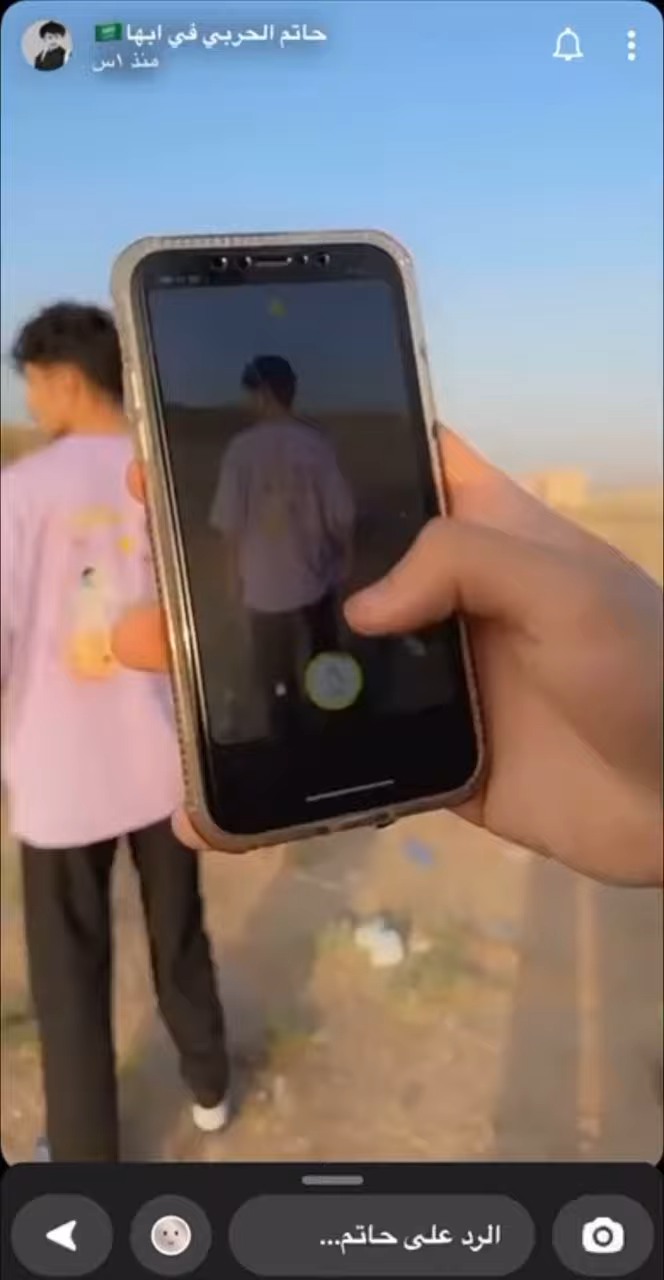 حاتم الحربي في ابها🇸🇦
منذ ١س
الرد على حاتم...